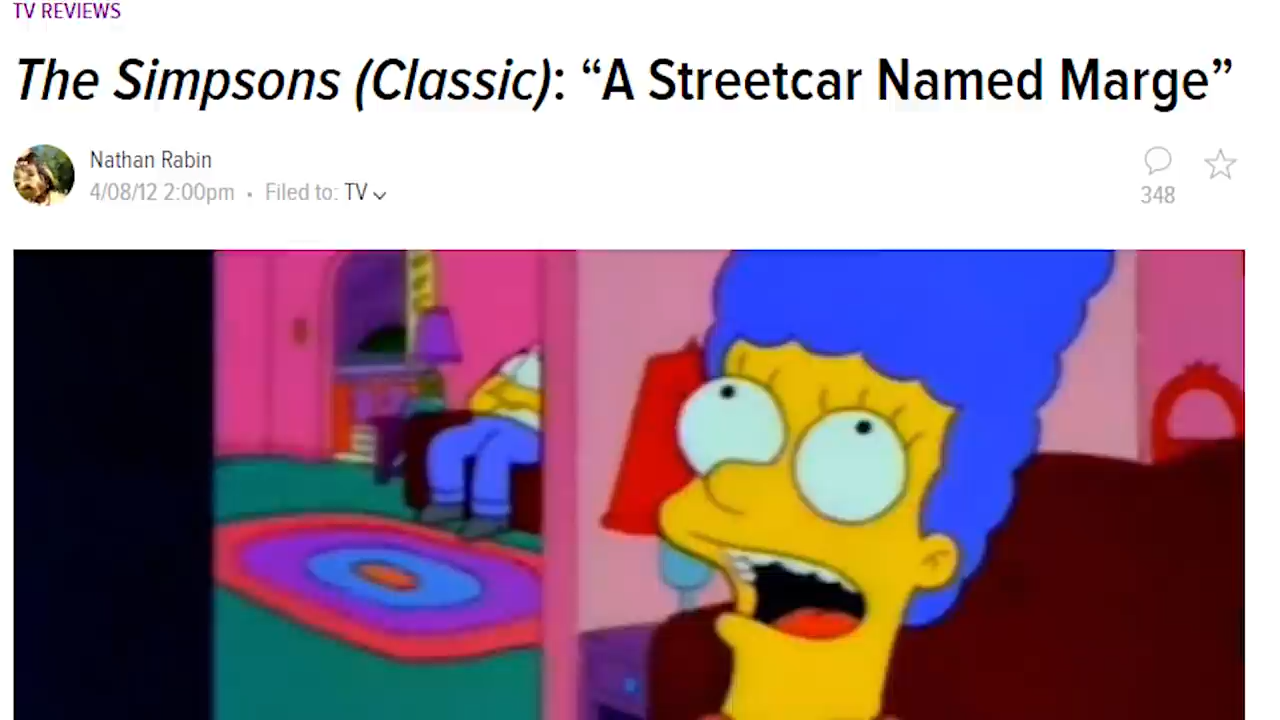 TV REVIEWS
The Simpsons (Classic): “A Streetcar Named Marge”
Nathan Rabin
4/08/12 2:00pm • Filed to: TV
348